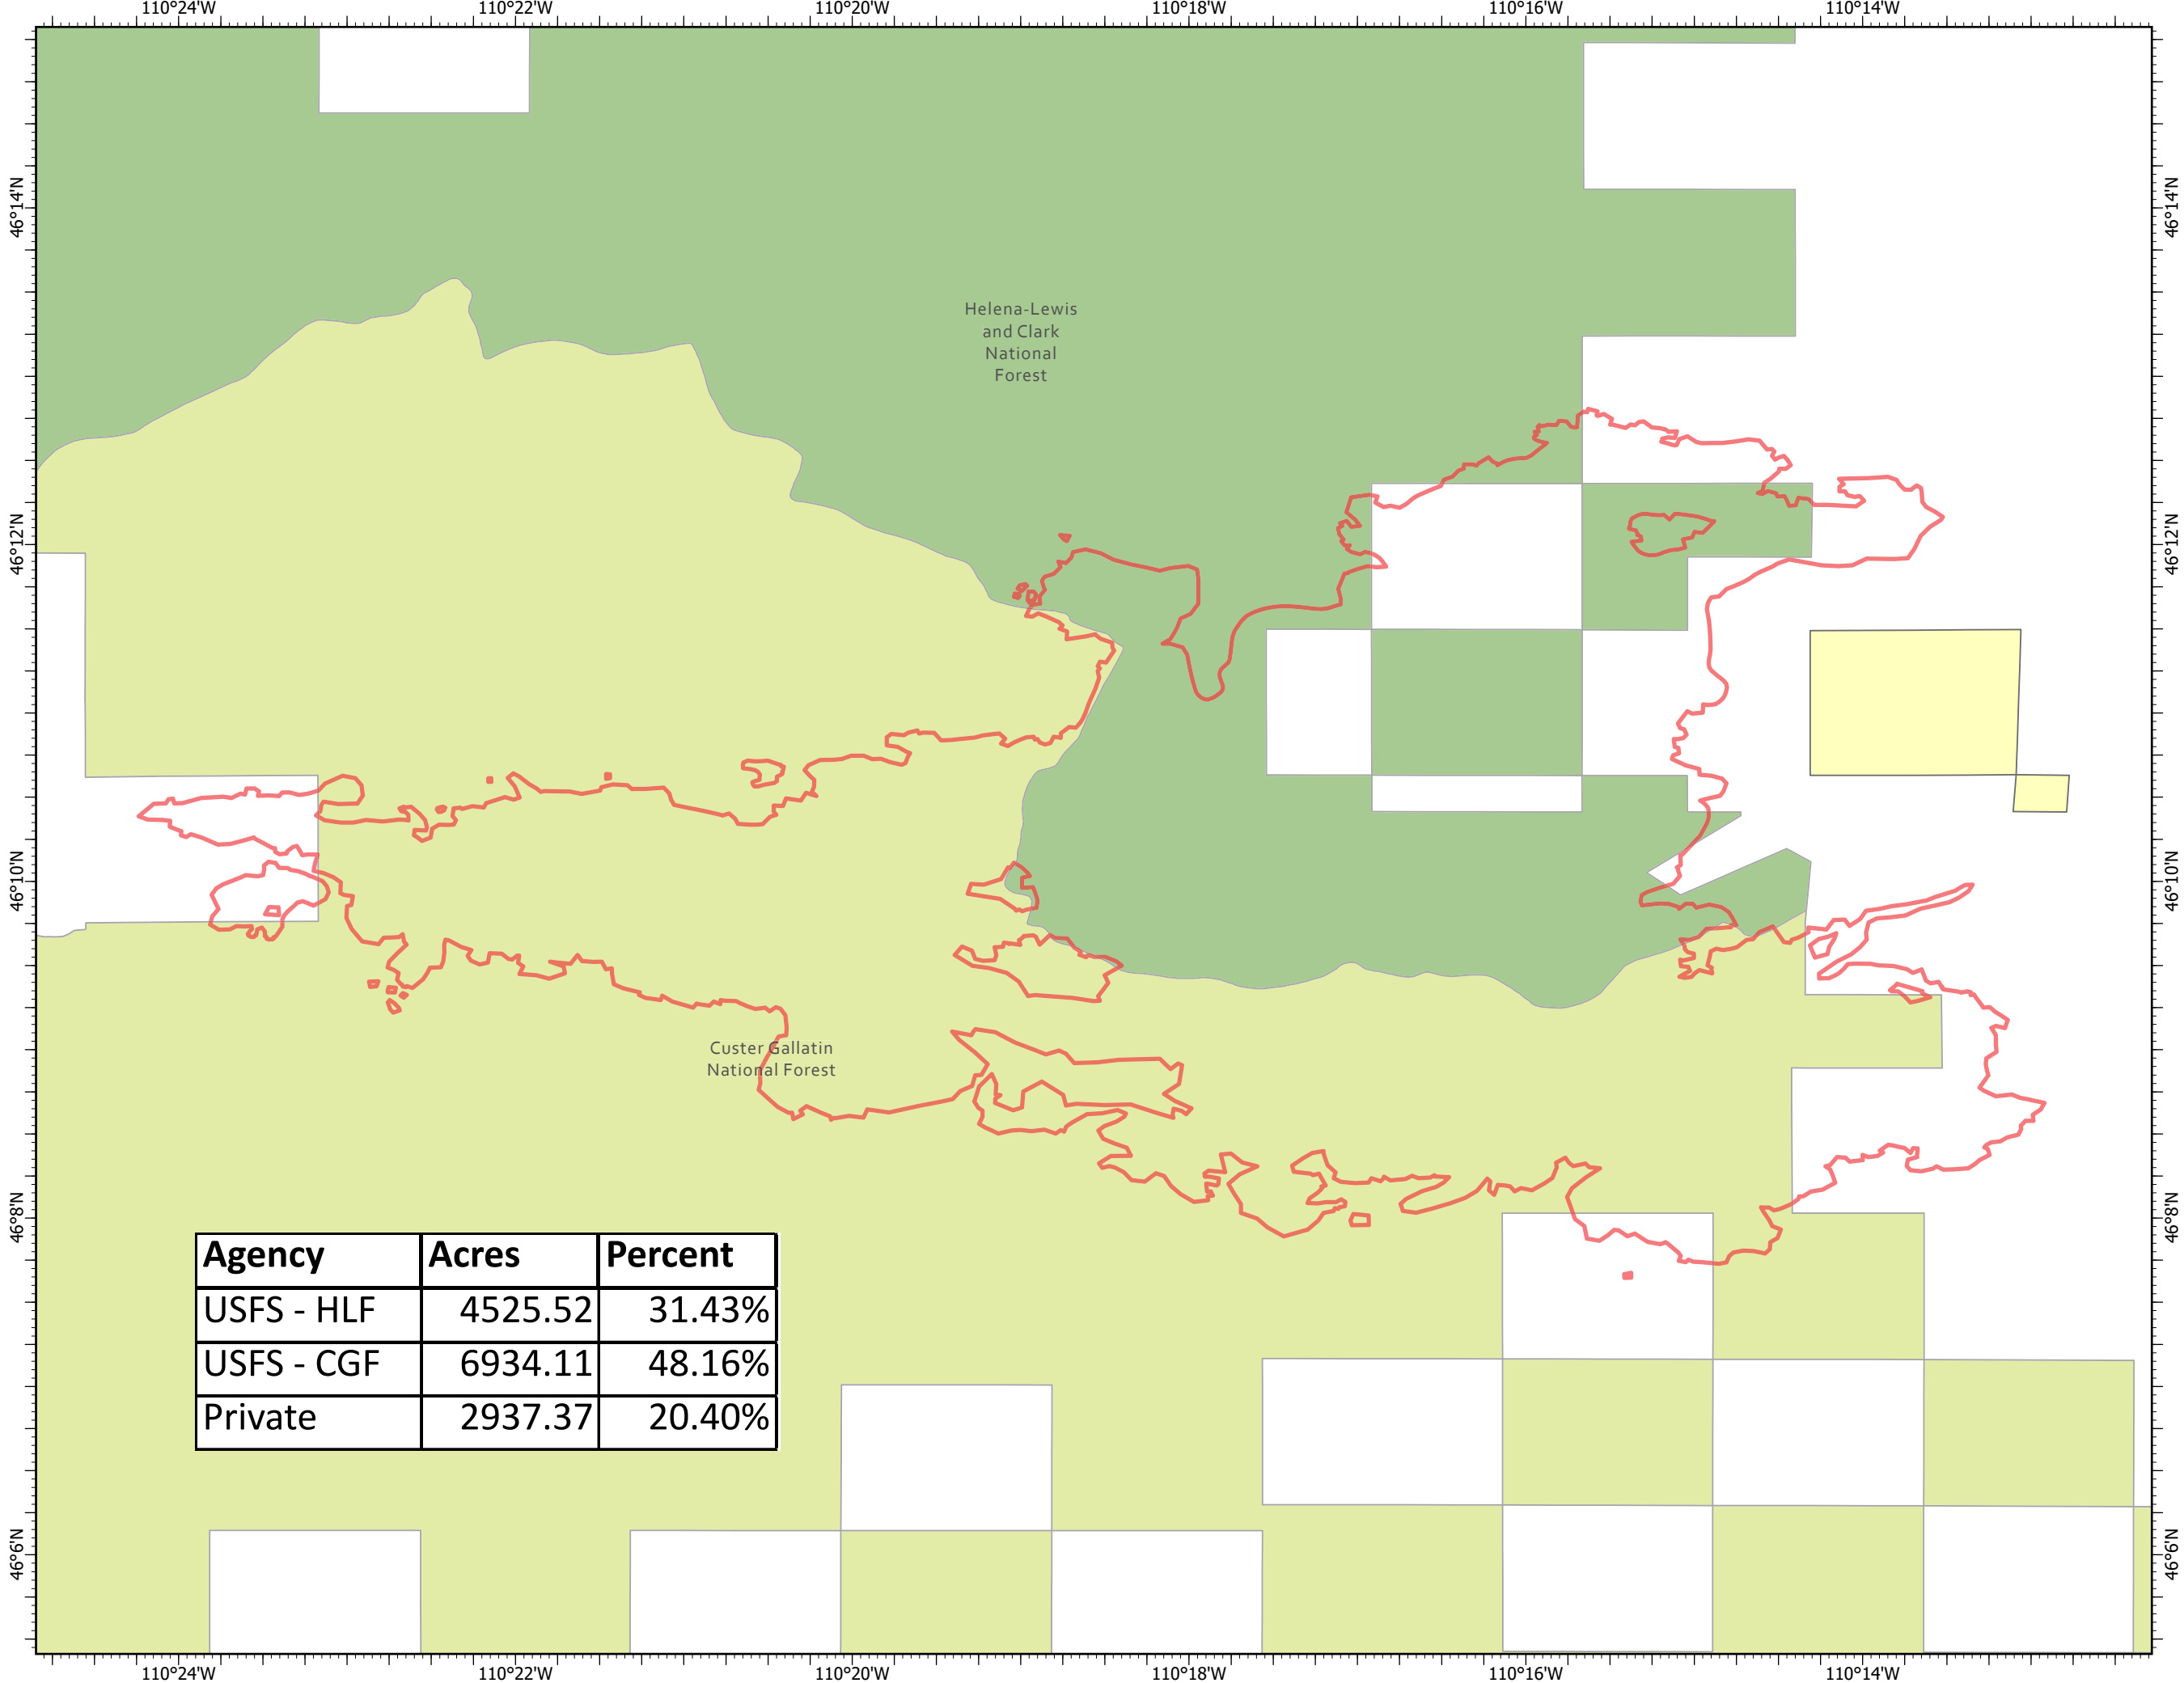 110°24'W 110°22'W 110°20'W 110°18'W 110°16'W 110°14'W
46°14'N 46°14'N
Helena-Lewis
and Clark
National
Forest
46°12'N 46°12'N
46°10'N 46°10'N
Custer Gallatin
National Forest
46°8'N 46°8'N
Agency Acres Percent
USFS - HLF 4525.52 31.43%
USFS - CGF 6934.11 48.16%
Private 2937.37 20.40%
46°6'N 46°6'N
110°24'W 110°22'W 110°20'W 110°18'W 110°16'W 110°14'W